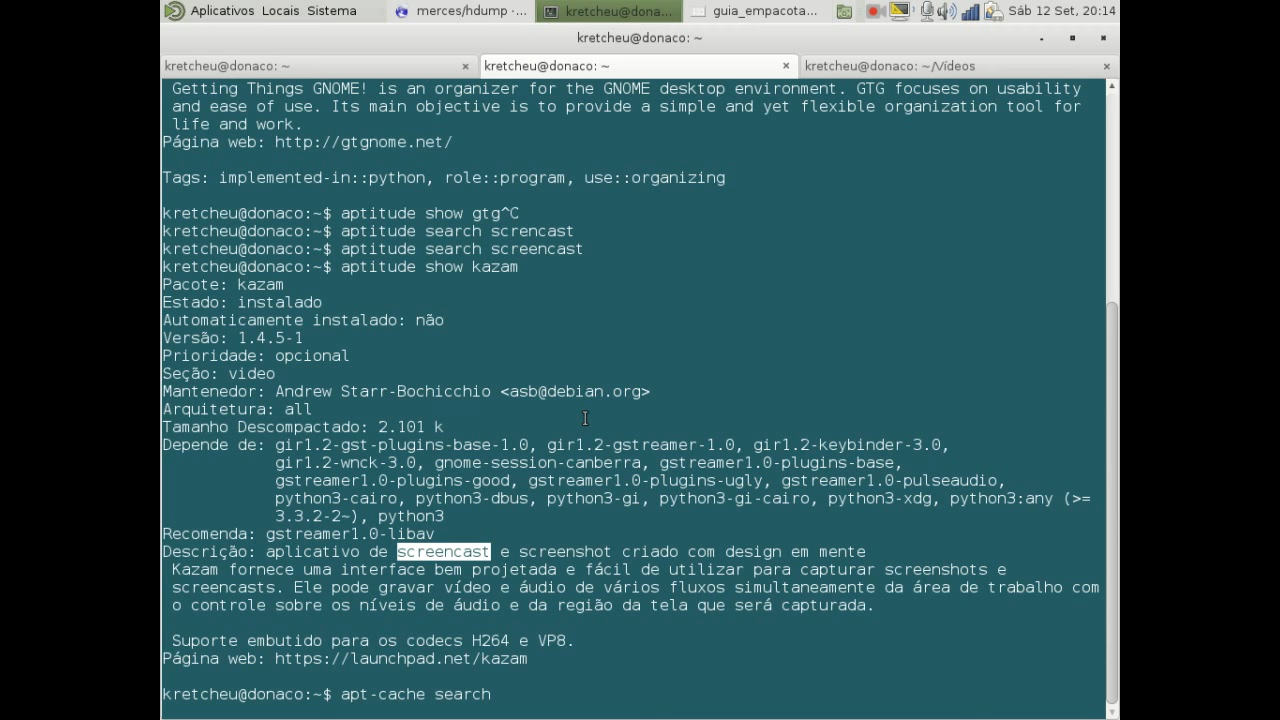 Aplicativos Locais Sistema merces/hdump -... kretcheu@dona... guia_empacota... Sáb 12 Set, 20:14
kretcheu@donaco: ~
kretcheu@donaco: ~ kretcheu@donaco: ~ kretcheu@donaco: ~/Vídeos
Getting Things GNOME! is an organizer for the GNOME desktop environment. GTG focuses on usability
and ease of use. Its main objective is to provide a simple and yet flexible organization tool for
life and work.
Página web: http://gtgnome.net/
Tags: implemented-in::python, role::program, use::organizing
kretcheu@donaco:~$ aptitude show gtg^C
kretcheu@donaco:~$ aptitude search screncast
kretcheu@donaco:~$ aptitude search screencast
kretcheu@donaco:~$ aptitude show kazam
Pacote: kazam
Estado: instalado
Automaticamente instalado: não
Versão: 1.4.5-1
Prioridade: opcional
Seção: video
Mantenedor: Andrew Starr-Bochicchio <asb@debian.org>
Arquitetura: all
Tamanho Descompactado: 2.101 k
Depende de: gir1.2-gst-plugins-base-1.0, gir1.2-gstreamer-1.0, gir1.2-keybinder-3.0,
gir1.2-wnck-3.0, gnome-session-canberra, gstreamer1.0-plugins-base,
gstreamer1.0-plugins-good, gstreamer1.0-plugins-ugly, gstreamer1.0-pulseaudio,
python3-cairo, python3-dbus, python3-gi, python3-gi-cairo, python3-xdg, python3:any (>=
3.3.2-2~), python3
Recomenda: gstreamer1.0-libav
Descrição: aplicativo de screencast e screenshot criado com design em mente
Kazam fornece uma interface bem projetada e fácil de utilizar para capturar screenshots e
screencasts. Ele pode gravar vídeo e áudio de vários fluxos simultaneamente da área de trabalho com
o controle sobre os níveis de áudio e da região da tela que será capturada.
Suporte embutido para os codecs H264 e VP8.
Página web: https://launchpad.net/kazam
kretcheu@donaco:~$ apt-cache search